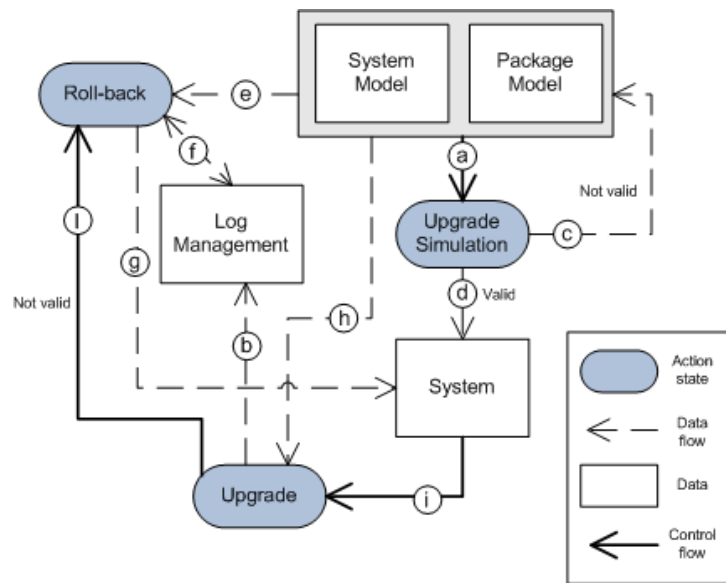 System
Model
Package
Model
Roll-back
e
a
f
Not valid
l
Log
Management
Upgrade
Simulation
c
g
Not valid
d
Valid
h
b
System
Action
state
Data
flow
Upgrade
i
Data
Control
flow